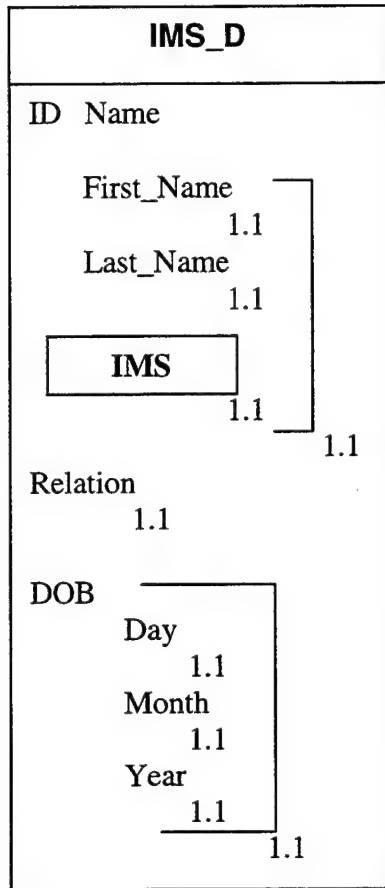 IMS_D
ID Name
First_Name
1.1
Last_Name
1.1
IMS
1.1
1.1
Relation
1.1
DOB
Day
1.1
Month
1.1
Year
1.1
1.1